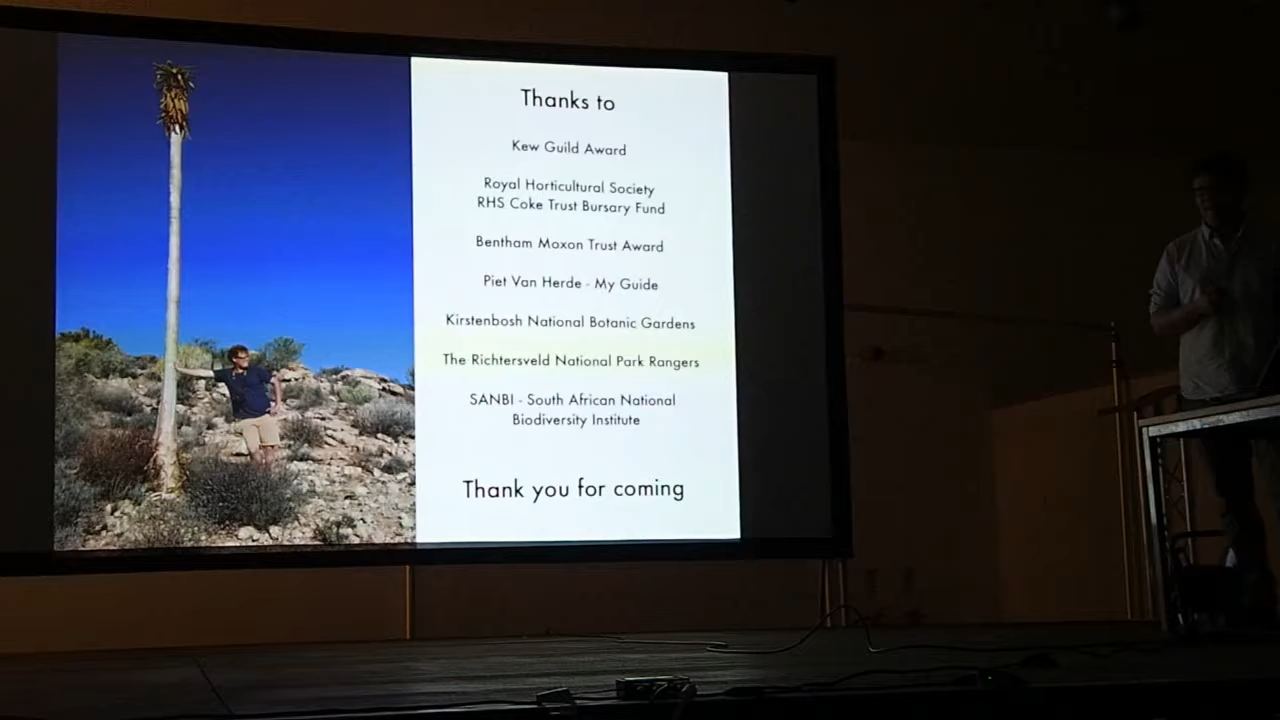 Thanks to
Kew Guild Award
Royal Horticultural Society
RHS Coke Trust Bursary Fund
Bentham Moxon Trust Award
Piet Van Herde - My Guide
Kirstenbosh National Botanic Gardens
The Richtersveld National Park Rangers
SANBI - South African National
Biodiversity Institute
Thank you for coming